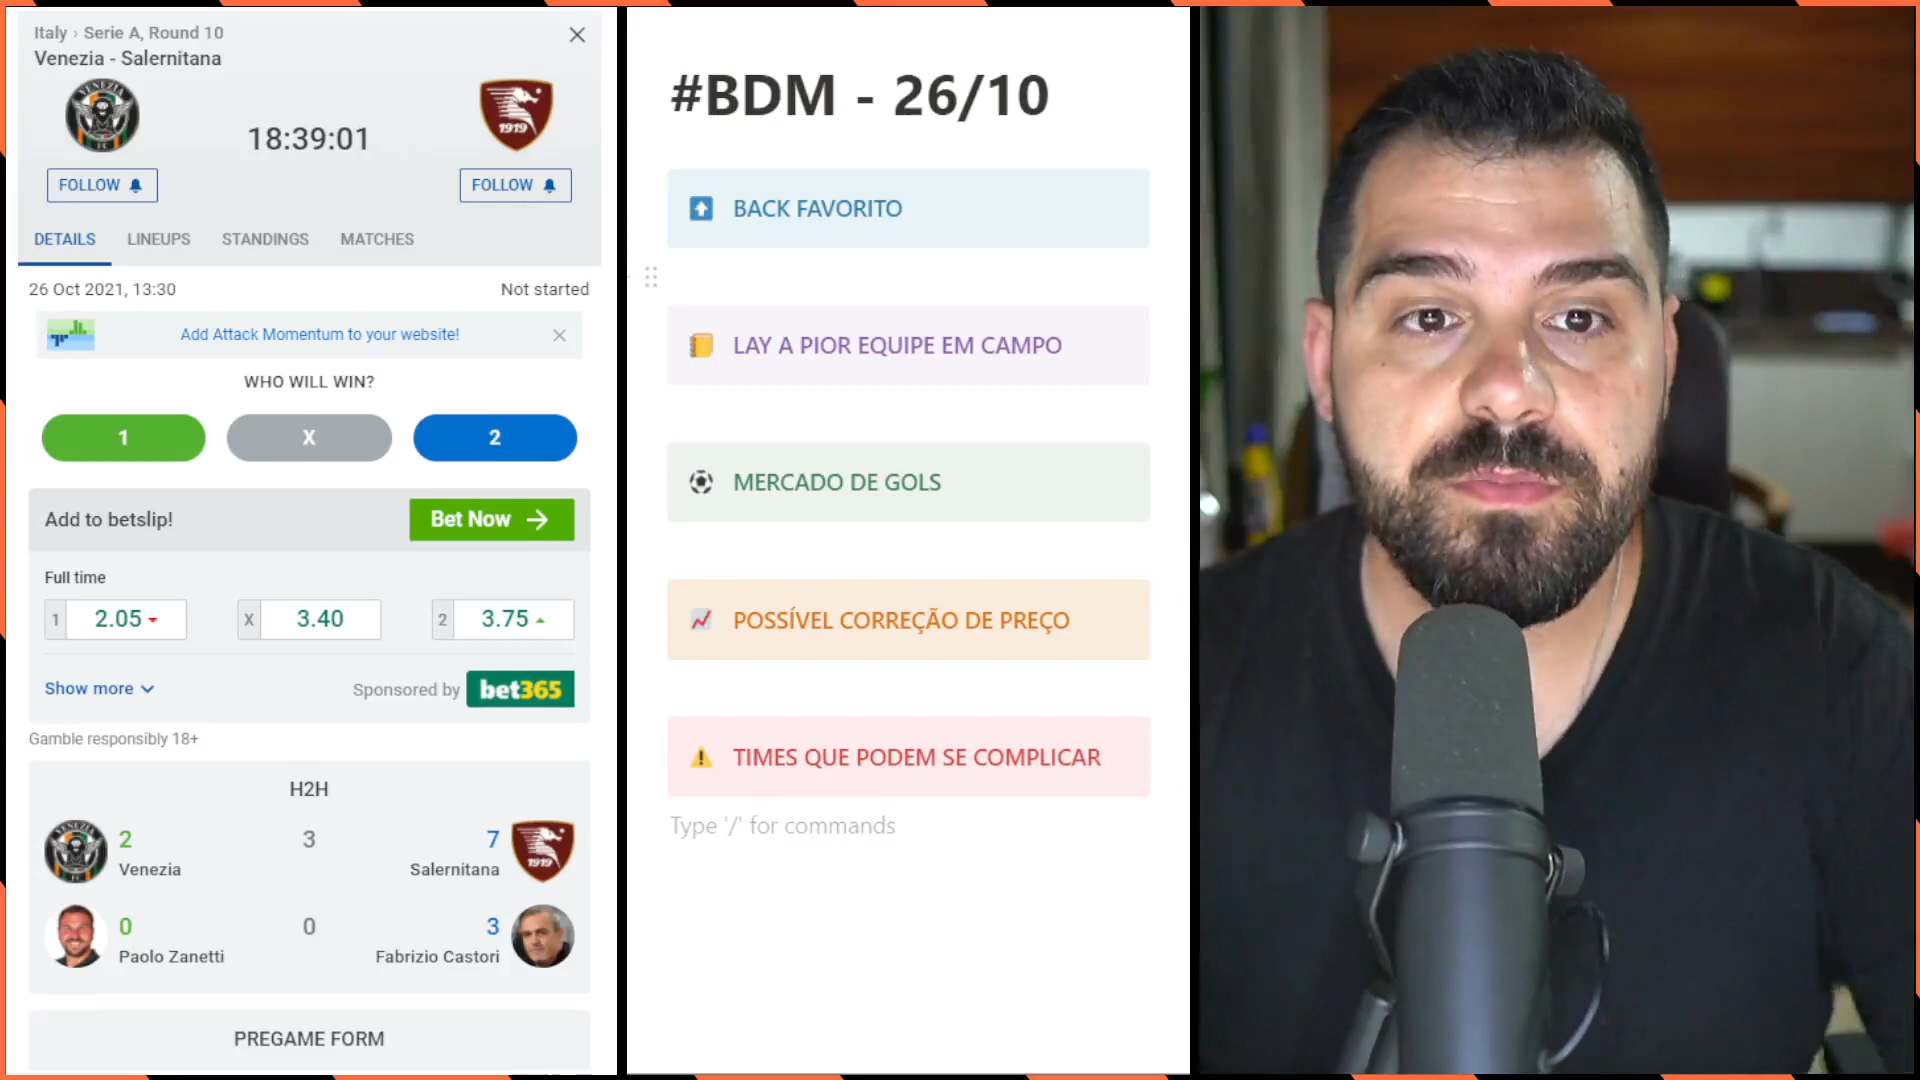 Italy › Serie A, Round 10
Venezia - Salernitana
VENEZIA
FC
18:39:01
1919
FOLLOW
FOLLOW
DETAILS
LINEUPS
STANDINGS
MATCHES
26 Oct 2021, 13:30
Not started
Add Attack Momentum to your website!
WHO WILL WIN?
1
X
2
Add to betslip!
Bet Now →
Full time
1
2.05
X
3.40
2
3.75
Show more
Sponsored by
bet365
Gamble responsibly 18+
H2H
VENEZIA
2
3
7
1919
Venezia
Salernitana
0
0
3
Paolo Zanetti
Fabrizio Castori
PREGAME FORM
#BDM - 26/10
BACK FAVORITO
LAY A PIOR EQUIPE EM CAMPO
MERCADO DE GOLS
POSSÍVEL CORREÇÃO DE PREÇO
TIMES QUE PODEM SE COMPLICAR
Type '/' for commands